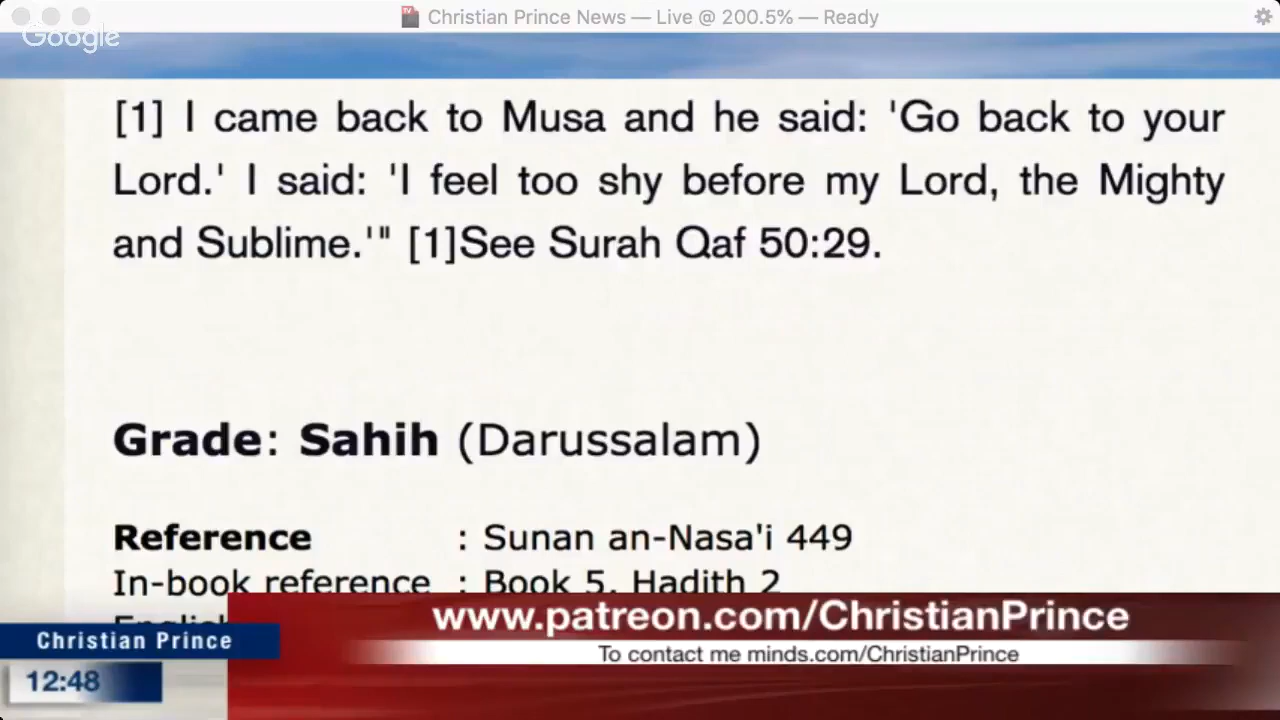 Christian Prince News — Live @ 200.5% — Ready
Google
[1] I came back to Musa and he said: 'Go back to your
Lord.' I said: 'I feel too shy before my Lord, the Mighty
and Sublime.'" [1]See Surah Qaf 50:29.
Grade: Sahih (Darussalam)
Reference : Sunan an-Nasa'i 449
In-book reference : Book 5, Hadith 2
www.patreon.com/ChristianPrince
Christian Prince
To contact me minds.com/ChristianPrince
12:48